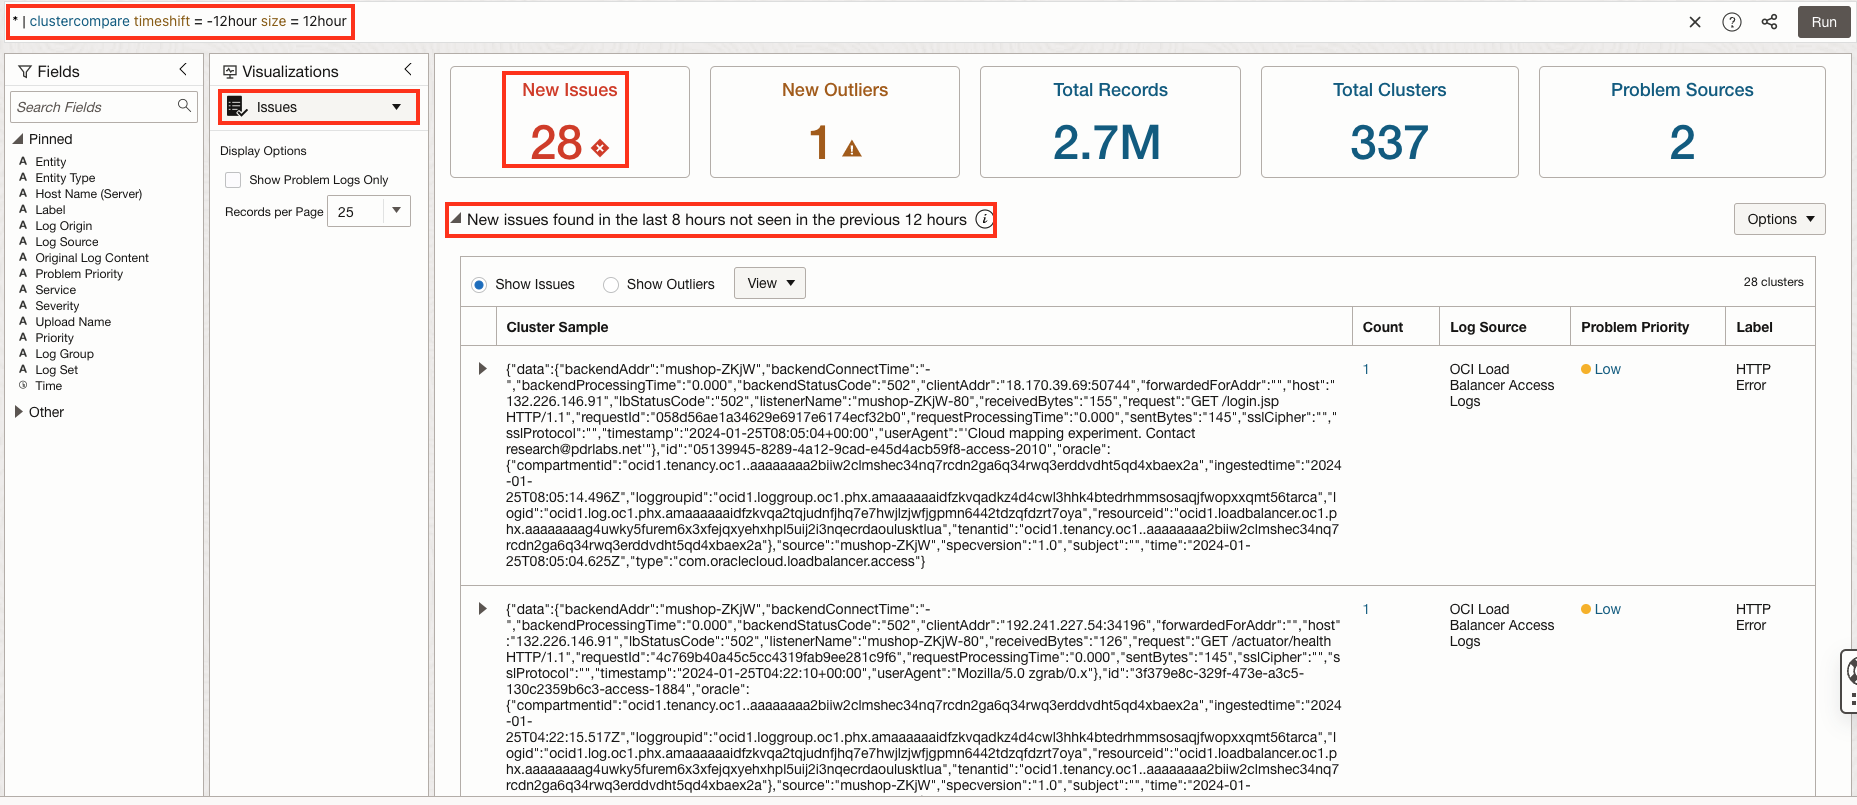 * | clustercompare timeshift = -12hour size = 12hour
Run
Fields
Search Fields
Pinned
A Entity
A Entity Type
A Host Name (Server)
A Label
A Log Origin
A Log Source
A Original Log Content
A Problem Priority
A Service
A Severity
A Upload Name
A Priority
A Log Group
A Log Set
Time
Other
Visualizations
Issues
Display Options
Show Problem Logs Only
Records per Page 25
New Issues
28
New Outliers
1
Total Records
2.7M
Total Clusters
337
Problem Sources
2
New issues found in the last 8 hours not seen in the previous 12 hours
Options
Show Issues Show Outliers View
28 clusters
Cluster Sample Count Log Source Problem Priority Label
{"data":{"backendAddr":"mushop-ZKjW","backendConnectTime":"-
","backendProcessingTime":"0.000","backendStatusCode":"502","clientAddr":"18.170.39.69:50744","forwardedForAddr":"","host":"
132.226.146.91","lbStatusCode":"502","listenerName":"mushop-ZKjW-80","receivedBytes":"155","request":"GET /login.jsp
HTTP/1.1","requestId":"058d56ae1a34629e6917e6174ecf32b0","requestProcessingTime":"0.000","sentBytes":"145","sslCipher":"","
sslProtocol":"","timestamp":"2024-01-25T08:05:04+00:00","userAgent":"'Cloud mapping experiment. Contact
research@pdrlabs.net'"},"id":"05139945-8289-4a12-9cad-e45d4acb59f8-access-2010","oracle":
{"compartmentid":"ocid1.tenancy.oc1..aaaaaaaa2biiw2clmshec34nq7rcdn2ga6q34rwq3erddvdht5qd4xbaex2a","ingestedtime":"2024
-01-
25T08:05:14.496Z","loggroupid":"ocid1.loggroup.oc1.phx.amaaaaaaidfzkvqadkz4d4cwl3hhk4btedrhmmsosaqjfwopxxqmt56tarca","l
ogid":"ocid1.log.oc1.phx.amaaaaaaidfzkvqa2tqjudnfjhq7e7hwjlzjwfjgpmn6442tdzqfdzrt7oya","resourceid":"ocid1.loadbalancer.oc1.p
hx.aaaaaaaag4uwky5furem6x3xfejqxyehxhpl5uij2i3nqecrdaoulusktlua","tenantid":"ocid1.tenancy.oc1..aaaaaaaa2biiw2clmshec34nq7
rcdn2ga6q34rwq3erddvdht5qd4xbaex2a"},"source":"mushop-ZKjW","specversion":"1.0","subject":"","time":"2024-01-
25T08:05:04.625Z","type":"com.oraclecloud.loadbalancer.access"}
1
OCI Load
Balancer Access
Logs
Low
HTTP
Error
{"data":{"backendAddr":"mushop-ZKjW","backendConnectTime":"-
","backendProcessingTime":"0.000","backendStatusCode":"502","clientAddr":"192.241.227.54:34196","forwardedForAddr":"","host"
:"132.226.146.91","lbStatusCode":"502","listenerName":"mushop-ZKjW-80","receivedBytes":"126","request":"GET /actuator/health
HTTP/1.1","requestId":"4c769b40a45c5cc4319fab9ee281c9f6","requestProcessingTime":"0.000","sentBytes":"145","sslCipher":"","s
slProtocol":"","timestamp":"2024-01-25T04:22:10+00:00","userAgent":"Mozilla/5.0 zgrab/0.x"},"id":"3f379e8c-329f-473e-a3c5-
130c2359b6c3-access-1884","oracle":
{"compartmentid":"ocid1.tenancy.oc1..aaaaaaaa2biiw2clmshec34nq7rcdn2ga6q34rwq3erddvdht5qd4xbaex2a","ingestedtime":"2024
-01-
25T04:22:15.517Z","loggroupid":"ocid1.loggroup.oc1.phx.amaaaaaaidfzkvqadkz4d4cwl3hhk4btedrhmmsosaqjfwopxxqmt56tarca","l
ogid":"ocid1.log.oc1.phx.amaaaaaaidfzkvqa2tqjudnfjhq7e7hwjlzjwfjgpmn6442tdzqfdzrt7oya","resourceid":"ocid1.loadbalancer.oc1.p
hx.aaaaaaaag4uwky5furem6x3xfejqxyehxhpl5uij2i3nqecrdaoulusktlua","tenantid":"ocid1.tenancy.oc1..aaaaaaaa2biiw2clmshec34nq7
rcdn2ga6q34rwq3erddvdht5qd4xbaex2a"},"source":"mushop-ZKjW","specversion":"1.0","subject":"","time":"2024-01-
1
OCI Load
Balancer Access
Logs
Low
HTTP
Error